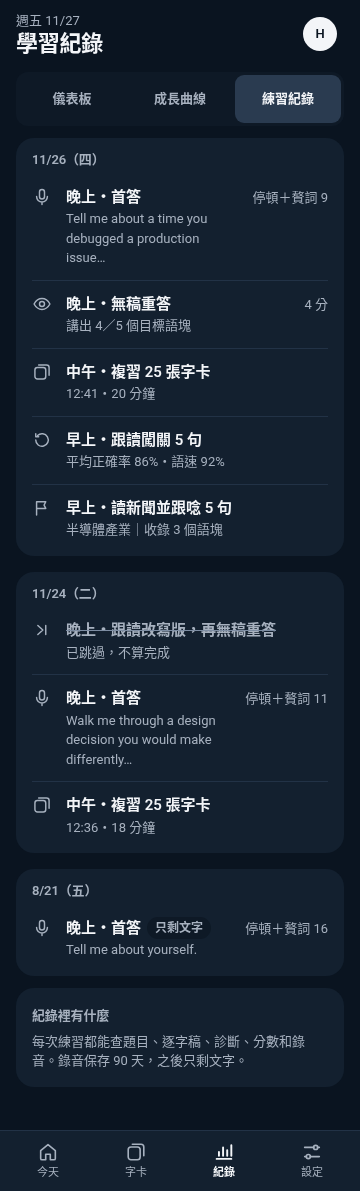 週五 11/27
學習紀錄
H
儀表板
成長曲線
練習紀錄
11/26（四）
晚上・首答
停頓＋贅詞 9
Tell me about a time you
debugged a production
issue…
晚上・無稿重答
4 分
講出 4／5 個目標語塊
中午・複習 25 張字卡
12:41・20 分鐘
早上・跟讀闖關 5 句
平均正確率 86%・語速 92%
早上・讀新聞並跟唸 5 句
半導體產業｜收錄 3 個語塊
11/24（二）
晚上・跟讀改寫版，再無稿重答
已跳過，不算完成
晚上・首答
停頓＋贅詞 11
Walk me through a design
decision you would make
differently…
中午・複習 25 張字卡
12:36・18 分鐘
8/21（五）
晚上・首答
只剩文字
停頓＋贅詞 16
Tell me about yourself.
紀錄裡有什麼
每次練習都能查題目、逐字稿、診斷、分數和錄
音。錄音保存 90 天，之後只剩文字。
今天
字卡
紀錄
設定